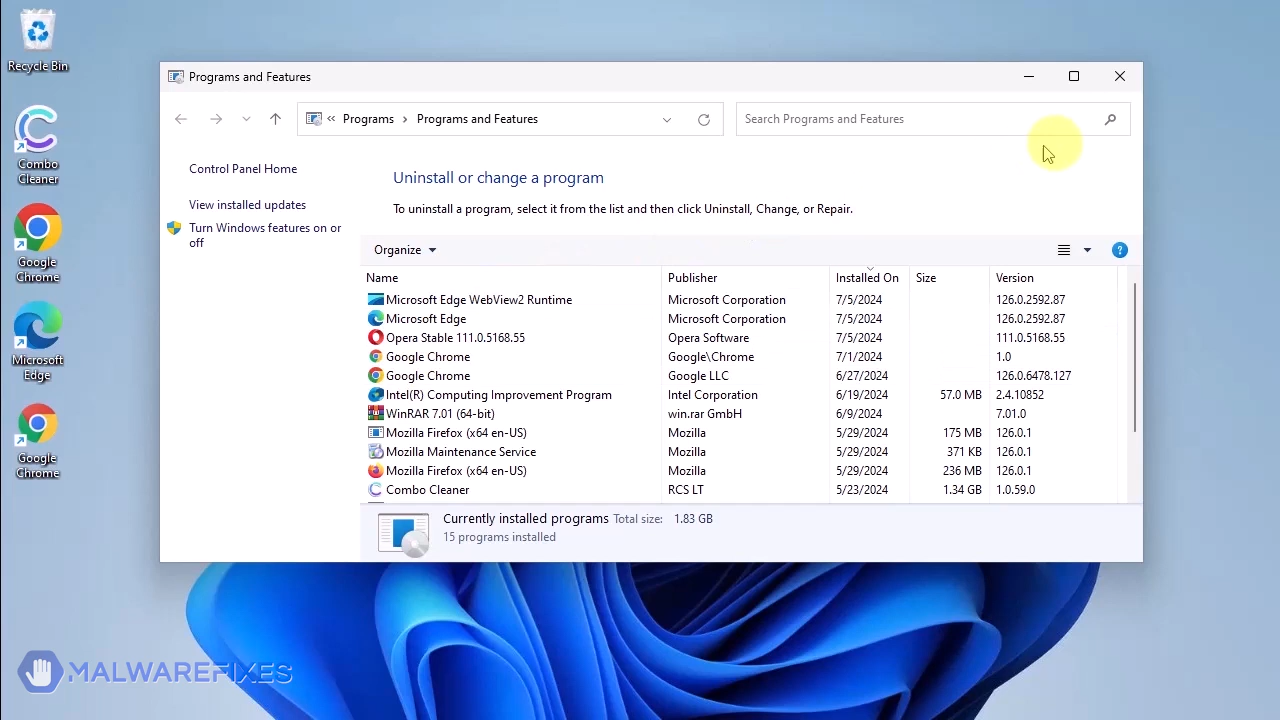 Recycle Bin
Combo
Cleaner
Google
Chrome
Microsoft
Edge
Google
Chrome
Programs and Features
« Programs > Programs and Features
Search Programs and Features
Control Panel Home
View installed updates
Turn Windows features on or
off
Uninstall or change a program
To uninstall a program, select it from the list and then click Uninstall, Change, or Repair.
Organize
Name Publisher Installed On Size Version
Microsoft Edge WebView2 Runtime Microsoft Corporation 7/5/2024 126.0.2592.87
Microsoft Edge Microsoft Corporation 7/5/2024 126.0.2592.87
Opera Stable 111.0.5168.55 Opera Software 7/5/2024 111.0.5168.55
Google Chrome Google\Chrome 7/1/2024 1.0
Google Chrome Google LLC 6/27/2024 126.0.6478.127
Intel(R) Computing Improvement Program Intel Corporation 6/19/2024 57.0 MB 2.4.10852
WinRAR 7.01 (64-bit) win.rar GmbH 6/9/2024 7.01.0
Mozilla Firefox (x64 en-US) Mozilla 5/29/2024 175 MB 126.0.1
Mozilla Maintenance Service Mozilla 5/29/2024 371 KB 126.0.1
Mozilla Firefox (x64 en-US) Mozilla 5/29/2024 236 MB 126.0.1
Combo Cleaner RCS LT 5/23/2024 1.34 GB 1.0.59.0
Currently installed programs Total size: 1.83 GB
15 programs installed
MALWAREFIXES